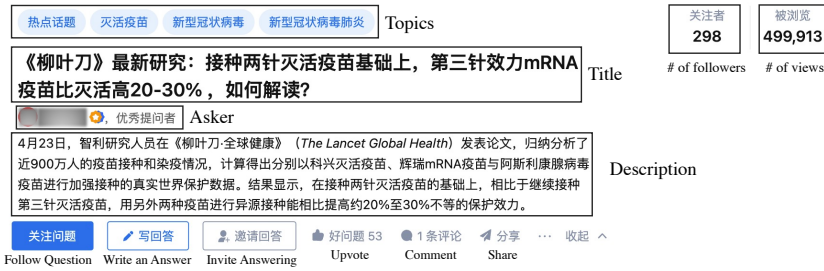 热点话题 灭活疫苗 新型冠状病毒 新型冠状病毒肺炎 Topics
关注者 被浏览
298 499,913
# of followers # of views
《柳叶刀》最新研究：接种两针灭活疫苗基础上，第三针效力mRNA
疫苗比灭活高20-30% ，如何解读?
Title
，优秀提问者 Asker
4月23日，智利研究人员在《柳叶刀·全球健康》（The Lancet Global Health）发表论文，归纳分析了
近900万人的疫苗接种和染疫情况，计算得出分别以科兴灭活疫苗、辉瑞mRNA疫苗与阿斯利康腺病毒
疫苗进行加强接种的真实世界保护数据。结果显示，在接种两针灭活疫苗的基础上，相比于继续接种
第三针灭活疫苗，用另外两种疫苗进行异源接种能相比提高约20%至30%不等的保护效力。
Description
关注问题 写回答 邀请回答 好问题 53 1 条评论 分享 ··· 收起
Follow Question Write an Answer Invite Answering Upvote Comment Share